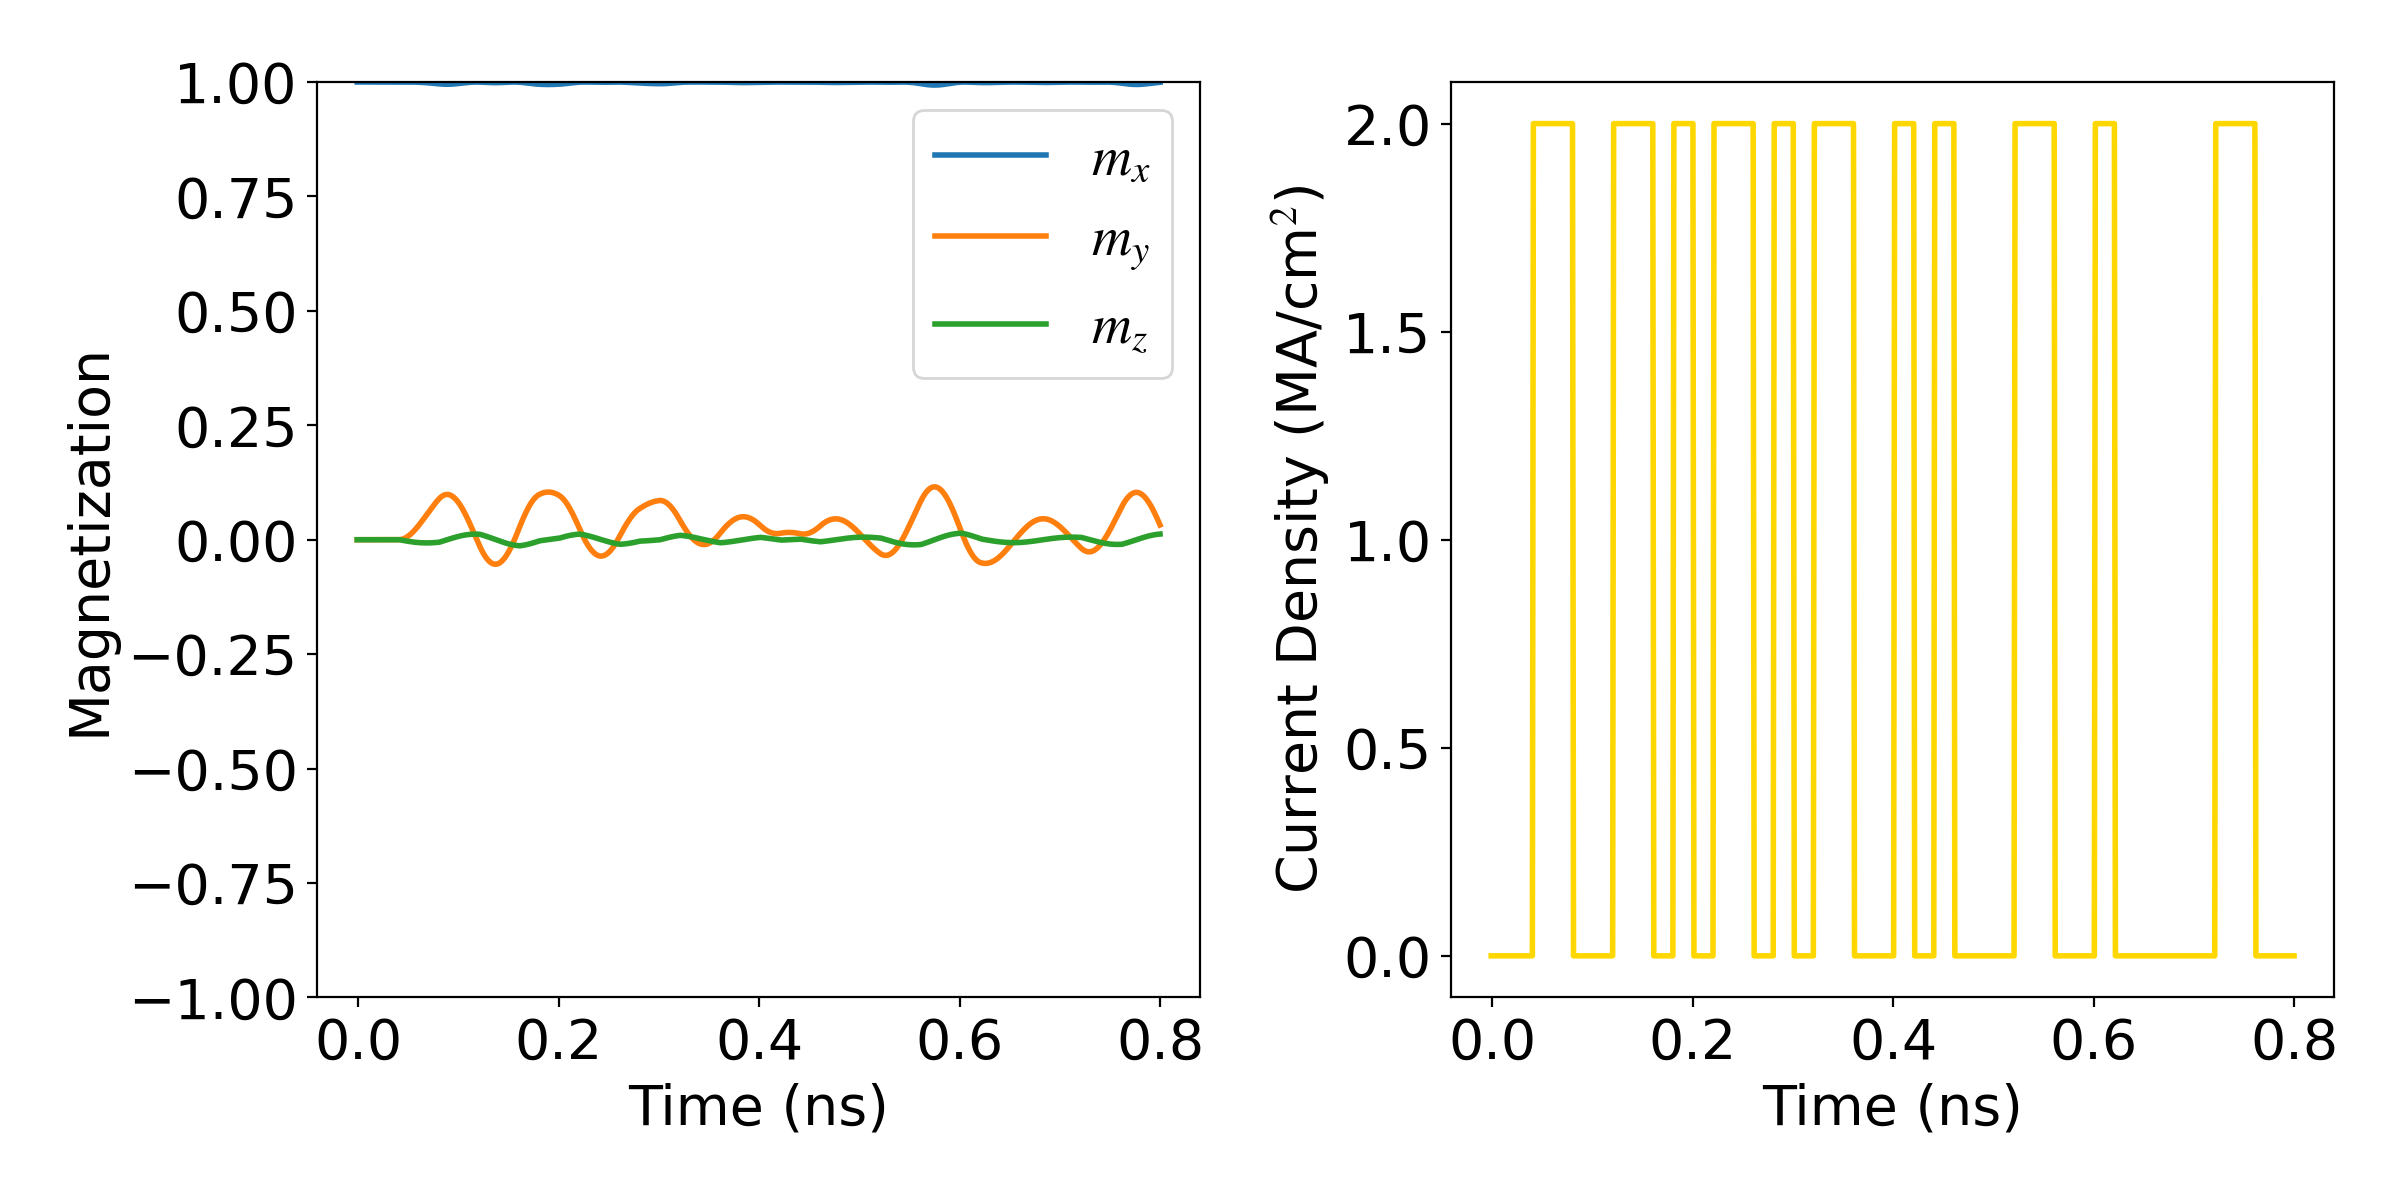 1.00
0.75
0.50
0.25
0.00
−0.25
−0.50
−0.75
−1.00
Magnetization
0.0 0.2 0.4 0.6 0.8
Time (ns)
mx
my
mz
2.0
1.5
1.0
0.5
0.0
Current Density (MA/cm²)
0.0 0.2 0.4 0.6 0.8
Time (ns)